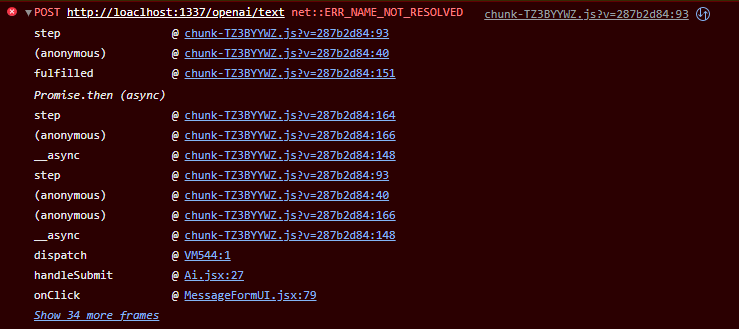 POST http://loaclhost:1337/openai/text net::ERR_NAME_NOT_RESOLVED chunk-TZ3BYYWZ.js?v=287b2d84:93
step @ chunk-TZ3BYYWZ.js?v=287b2d84:93
(anonymous) @ chunk-TZ3BYYWZ.js?v=287b2d84:40
fulfilled @ chunk-TZ3BYYWZ.js?v=287b2d84:151
Promise.then (async)
step @ chunk-TZ3BYYWZ.js?v=287b2d84:164
(anonymous) @ chunk-TZ3BYYWZ.js?v=287b2d84:166
__async @ chunk-TZ3BYYWZ.js?v=287b2d84:148
step @ chunk-TZ3BYYWZ.js?v=287b2d84:93
(anonymous) @ chunk-TZ3BYYWZ.js?v=287b2d84:40
(anonymous) @ chunk-TZ3BYYWZ.js?v=287b2d84:166
__async @ chunk-TZ3BYYWZ.js?v=287b2d84:148
dispatch @ VM544:1
handleSubmit @ Ai.jsx:27
onClick @ MessageFormUI.jsx:79
Show 34 more frames